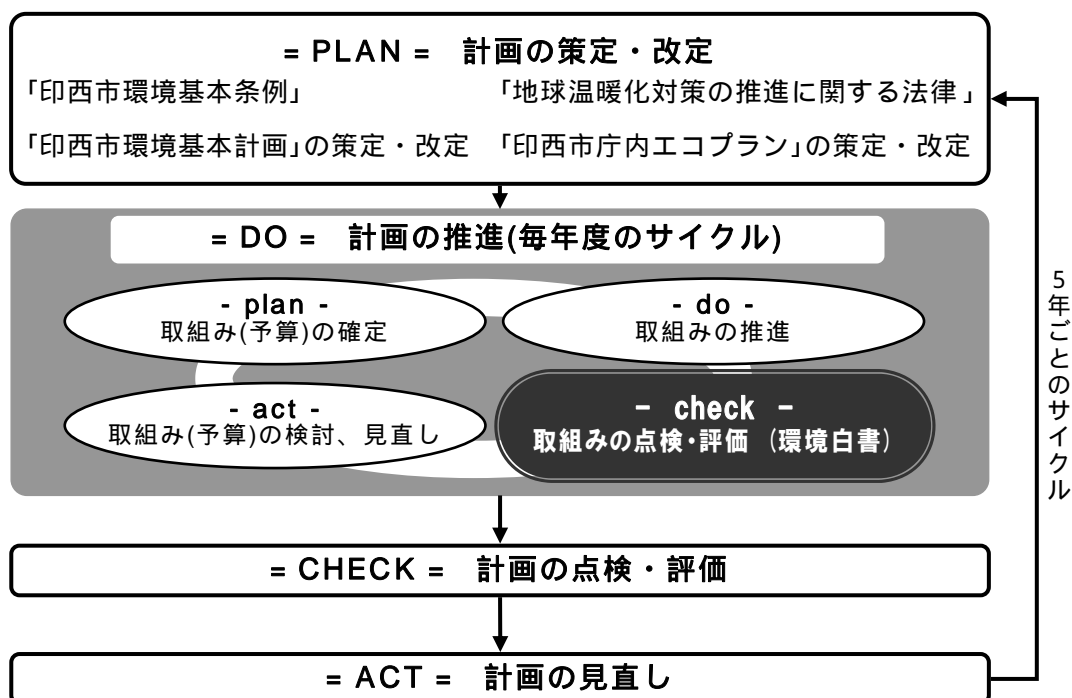 = PLAN = 計画の策定・改定
「印西市環境基本条例」 「地球温暖化対策の推進に関する法律」
「印西市環境基本計画」の策定・改定 「印西市庁内エコプラン」の策定・改定
= DO = 計画の推進(毎年度のサイクル)
- plan -
取組み(予算)の確定
- do -
取組みの推進
- act -
取組み(予算)の検討、見直し
- check -
取組みの点検・評価 (環境白書)
= CHECK = 計画の点検・評価
= ACT = 計画の見直し
5年ごとのサイクル